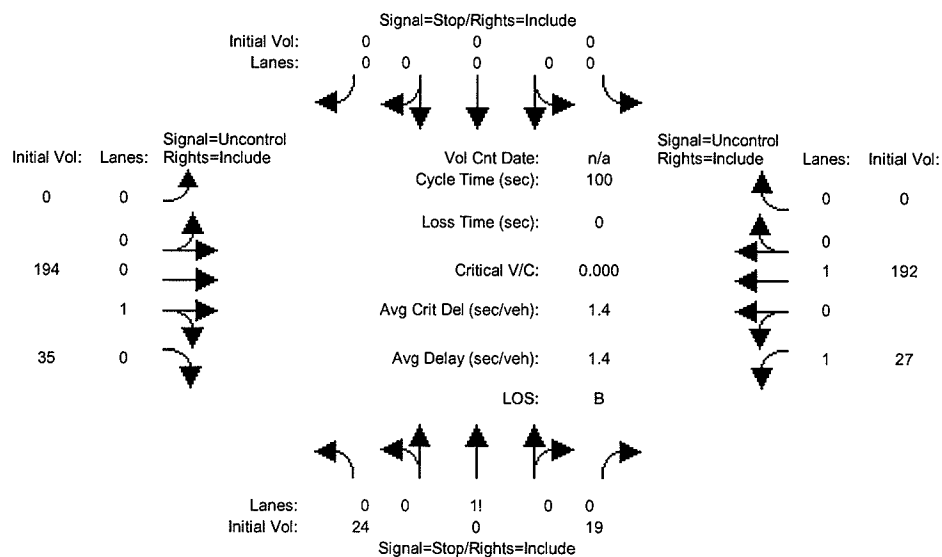 Signal=Stop/Rights=Include
Initial Vol: 0 0 0
Lanes: 0 0 0 0 0
Signal=Uncontrol
Initial Vol: Lanes: Rights=Include
Vol Cnt Date: n/a
Signal=Uncontrol
Rights=Include Lanes: Initial Vol:
Cycle Time (sec): 100
0 0
0 0
Loss Time (sec): 0
0
0
194 0
Critical V/C: 0.000
1 192
1
Avg Crit Del (sec/veh): 1.4
0
35 0
Avg Delay (sec/veh): 1.4
1 27
LOS: B
Lanes: 0 0 1! 0 0
Initial Vol: 24 0 19
Signal=Stop/Rights=Include